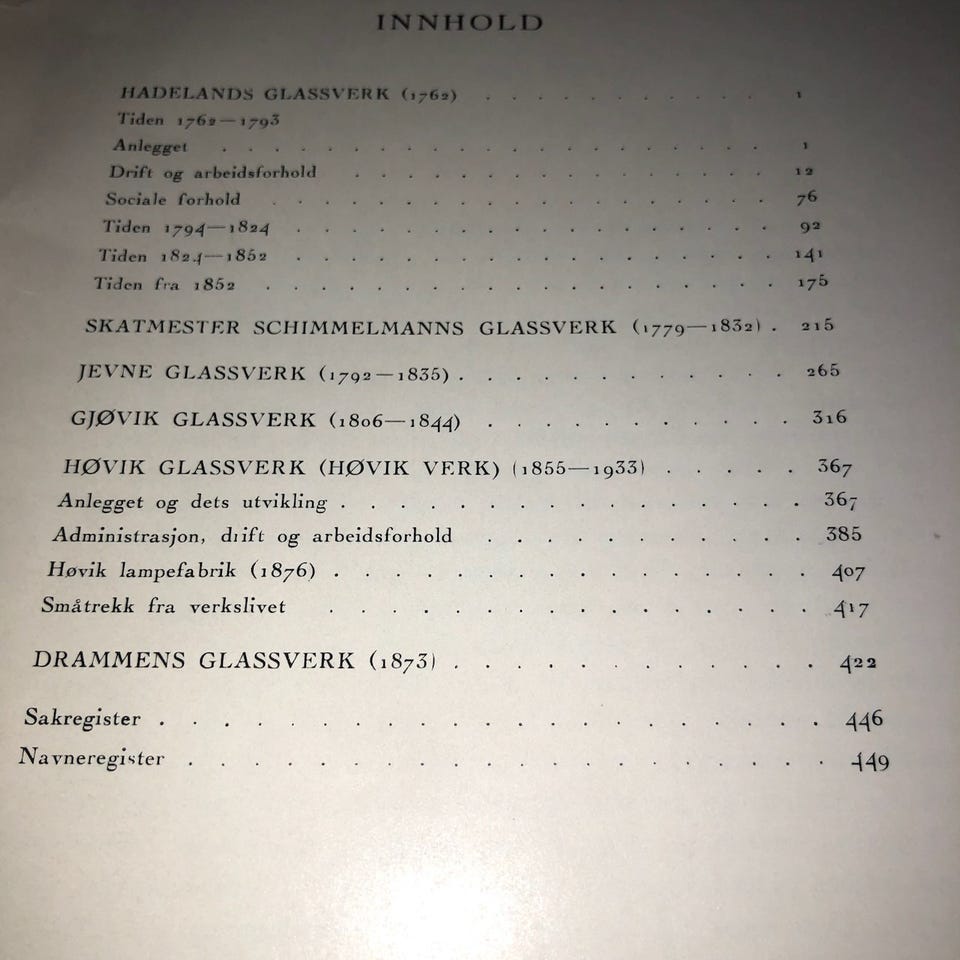 INNHOLD
HADELANDS GLASSVERK (1762) . . . . . . . . . . . 1
Tiden 1762—1793
Anlegget . . . . . . . . . . . . . . . . . . . . . 1
Drift og arbeidsforhold . . . . . . . . . . . . . . . . 12
Sociale forhold . . . . . . . . . . . . . . . . . . . 76
Tiden 1794—1824 . . . . . . . . . . . . . . . . . . 92
Tiden 1824—1852 . . . . . . . . . . . . . . . . . . 141
Tiden fra 1852 . . . . . . . . . . . . . . . . . . . 175
SKATMESTER SCHIMMELMANNS GLASSVERK (1779—1832) . 215
JEVNE GLASSVERK (1792—1835) . . . . . . . . . . . . 265
GJØVIK GLASSVERK (1806—1844) . . . . . . . . . . . 316
HØVIK GLASSVERK (HØVIK VERK) (1855—1933) . . . . . 367
Anlegget og dets utvikling . . . . . . . . . . . . . . . 367
Administrasjon, drift og arbeidsforhold . . . . . . . . . . 385
Høvik lampefabrik (1876) . . . . . . . . . . . . . . . . 407
Småtrekk fra verkslivet . . . . . . . . . . . . . . . 417
DRAMMENS GLASSVERK (1873) . . . . . . . . . . . . 422
Sakregister . . . . . . . . . . . . . . . . . . . . . 446
Navneregister . . . . . . . . . . . . . . . . . . . 449